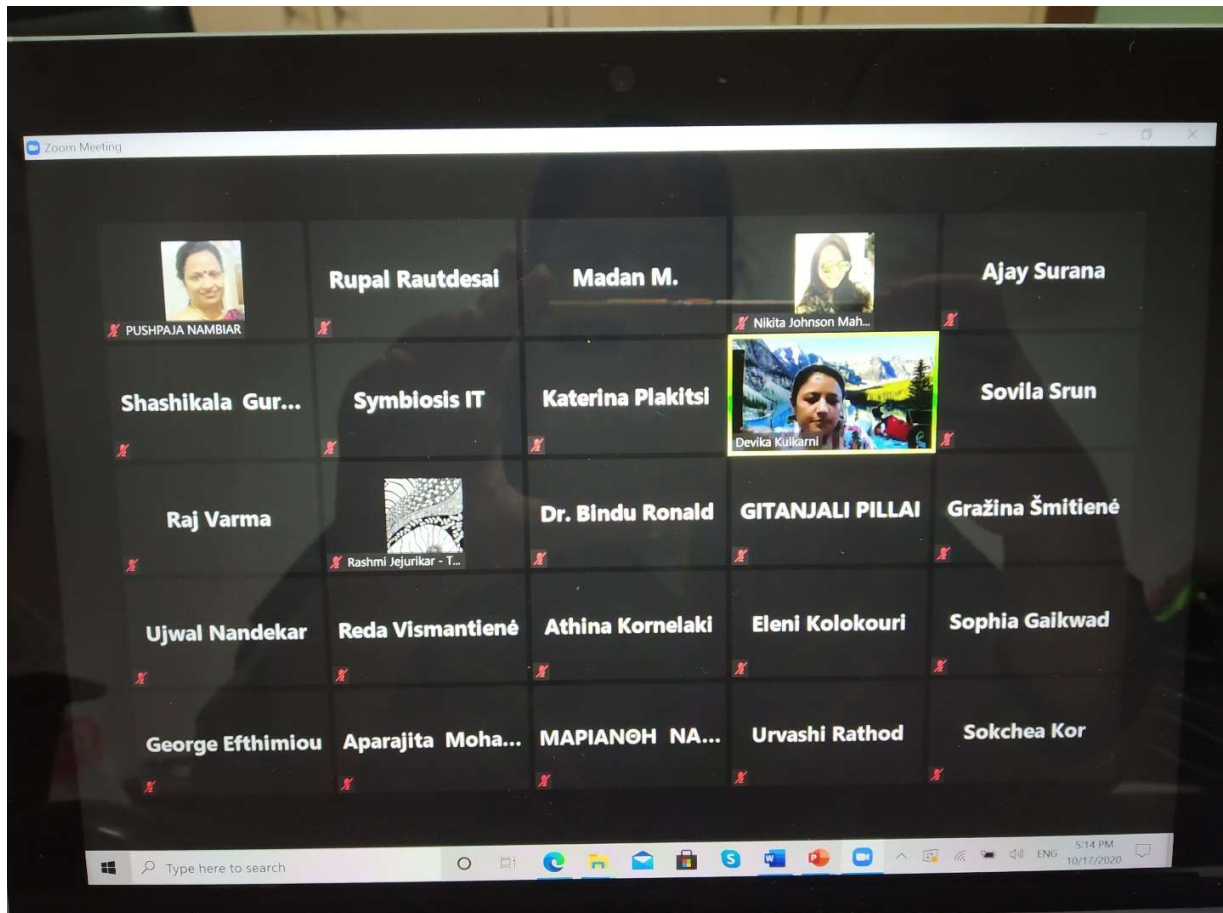 Zoom Meeting
PUSHPAJA NAMBIAR
Rupal Rautdesai
Madan M.
Nikita Johnson Mah...
Ajay Surana
Shashikala Gur...
Symbiosis IT
Katerina Plakitsi
Devika Kulkarni
Sovila Srun
Raj Varma
Rashmi Jejurikar - T...
Dr. Bindu Ronald
GITANJALI PILLAI
Gražina Šmitienė
Ujwal Nandekar
Reda Vismantienė
Athina Kornelaki
Eleni Kolokouri
Sophia Gaikwad
George Efthimiou
Aparajita Moha...
ΜΑΡΙΑΝΘΗ ΝΑ...
Urvashi Rathod
Sokchea Kor
Type here to search
ENG
5:14 PM
10/17/2020